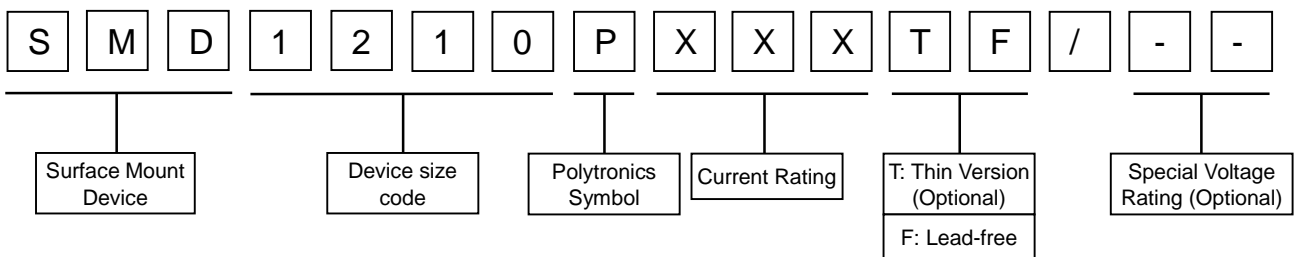 S M D 1 2 1 0 P X X X T F / - -
Surface Mount
Device
Device size
code
Polytronics
Symbol
Current Rating
T: Thin Version
(Optional)
F: Lead-free
Special Voltage
Rating (Optional)